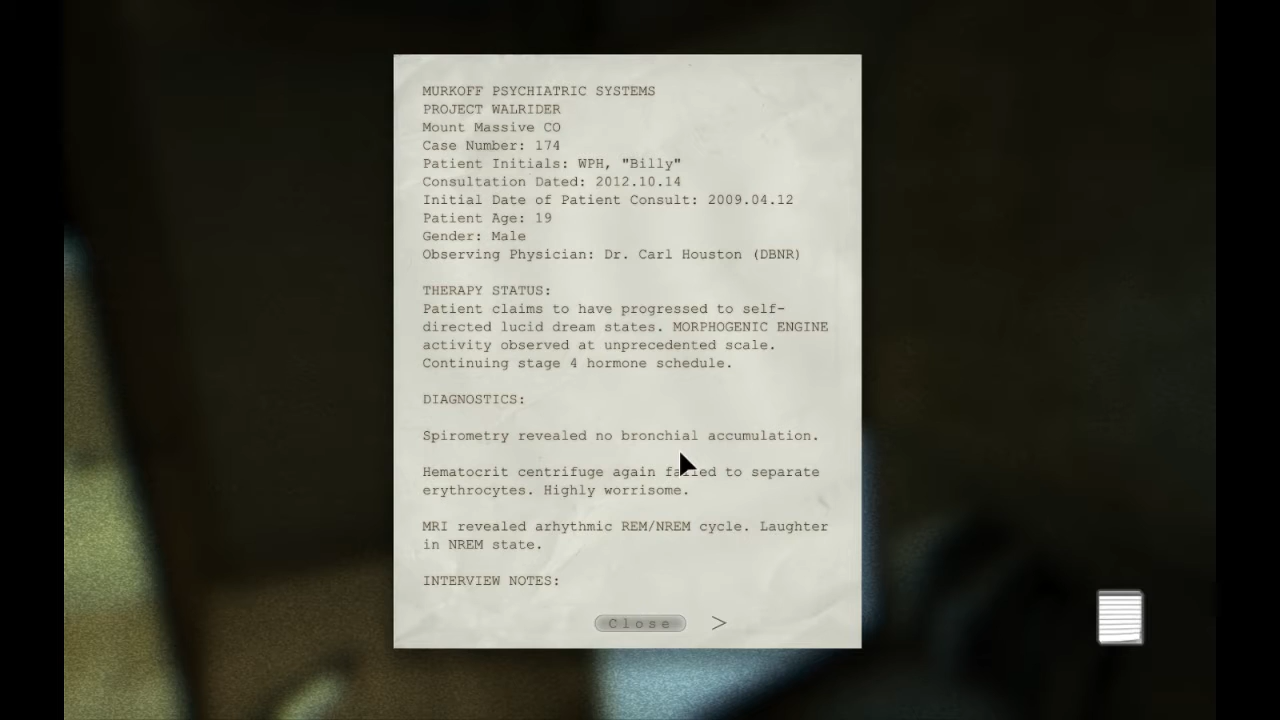 MURKOFF PSYCHIATRIC SYSTEMS
PROJECT WALRIDER
Mount Massive CO
Case Number: 174
Patient Initials: WPH, "Billy"
Consultation Dated: 2012.10.14
Initial Date of Patient Consult: 2009.04.12
Patient Age: 19
Gender: Male
Observing Physician: Dr. Carl Houston (DBNR)
THERAPY STATUS:
Patient claims to have progressed to self-
directed lucid dream states. MORPHOGENIC ENGINE
activity observed at unprecedented scale.
Continuing stage 4 hormone schedule.
DIAGNOSTICS:
Spirometry revealed no bronchial accumulation.
Hematocrit centrifuge again failed to separate
erythrocytes. Highly worrisome.
MRI revealed arhythmic REM/NREM cycle. Laughter
in NREM state.
INTERVIEW NOTES:
Close >